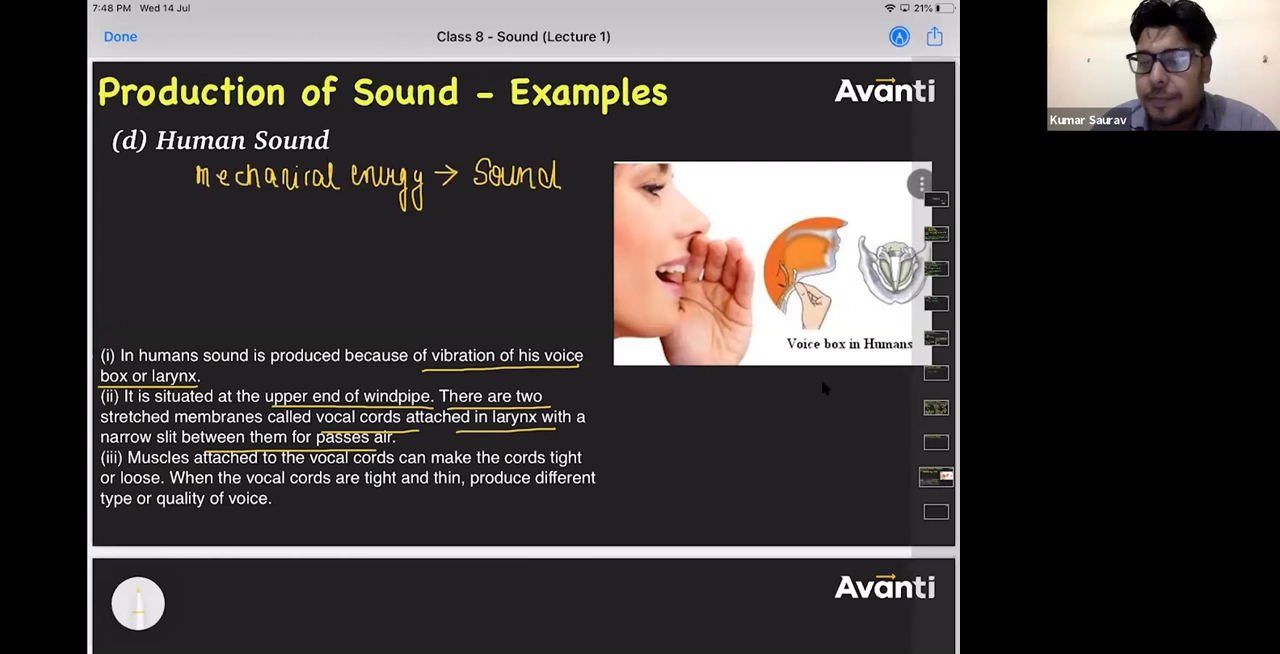 7:48 PM Wed 14 Jul
21%
Done
Class 8 - Sound (Lecture 1)
Production of Sound - Examples
Avanti
(d) Human Sound
mechanical energy → Sound
Voice box in Humans
(i) In humans sound is produced because of vibration of his voice
box or larynx.
(ii) It is situated at the upper end of windpipe. There are two
stretched membranes called vocal cords attached in larynx with a
narrow slit between them for passes air.
(iii) Muscles attached to the vocal cords can make the cords tight
or loose. When the vocal cords are tight and thin, produce different
type or quality of voice.
Avanti
Kumar Saurav